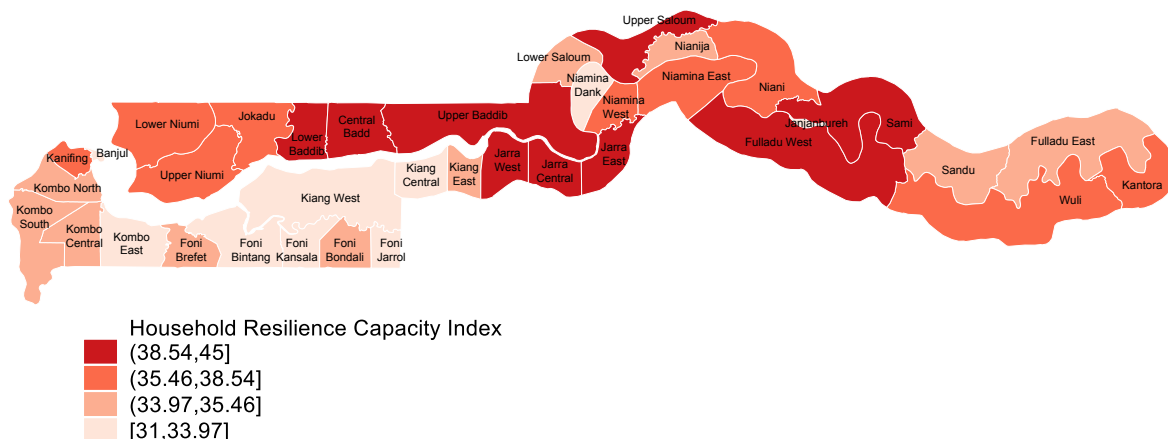 Upper Saloum
Nianija
Lower Saloum
Niamina
Dank
Niamina East
Niani
Niamina
West
Lower Niumi
Jokadu
Central
Badd
Upper Baddib
Lower
Baddib
Janjanbureh
Sami
Fulladu West
Kanifing
Banjul
Upper Niumi
Kiang
Central
Kiang
East
Jarra
West
Jarra
Central
Jarra
East
Fulladu East
Sandu
Kantora
Wuli
Kombo North
Kiang West
Kombo
South
Kombo
Central
Kombo
East
Foni
Brefet
Foni
Bintang
Foni
Kansala
Foni
Bondali
Foni
Jarrol
Household Resilience Capacity Index
(38.54,45]
(35.46,38.54]
(33.97,35.46]
[31,33.97]